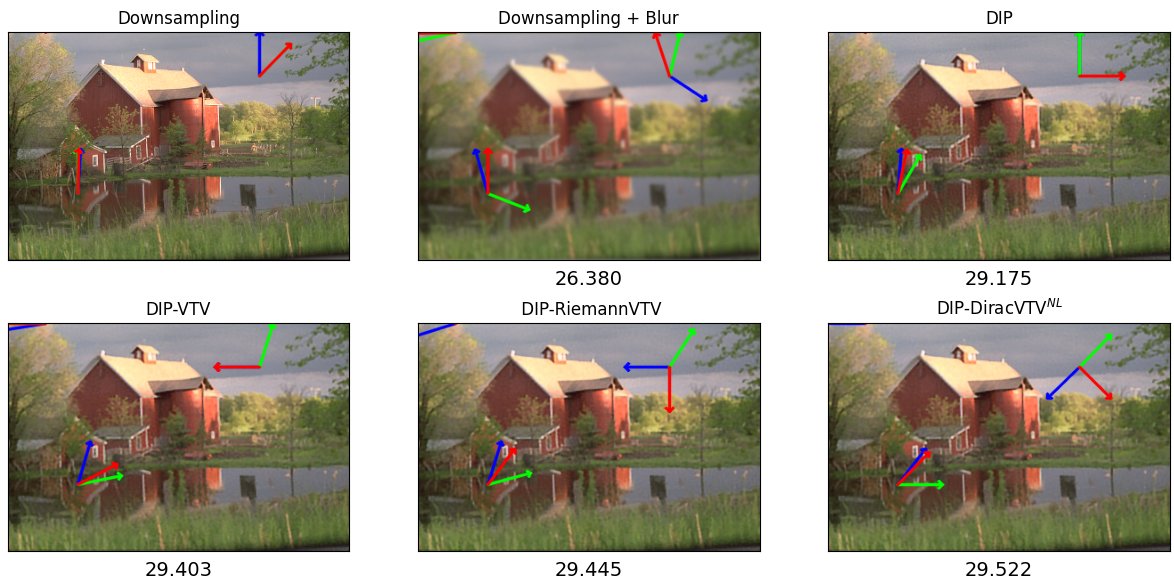 Downsampling
Downsampling + Blur
DIP
26.380
29.175
DIP-VTV
DIP-RiemannVTV
DIP-DiracVTV^{NL}
29.403
29.445
29.522